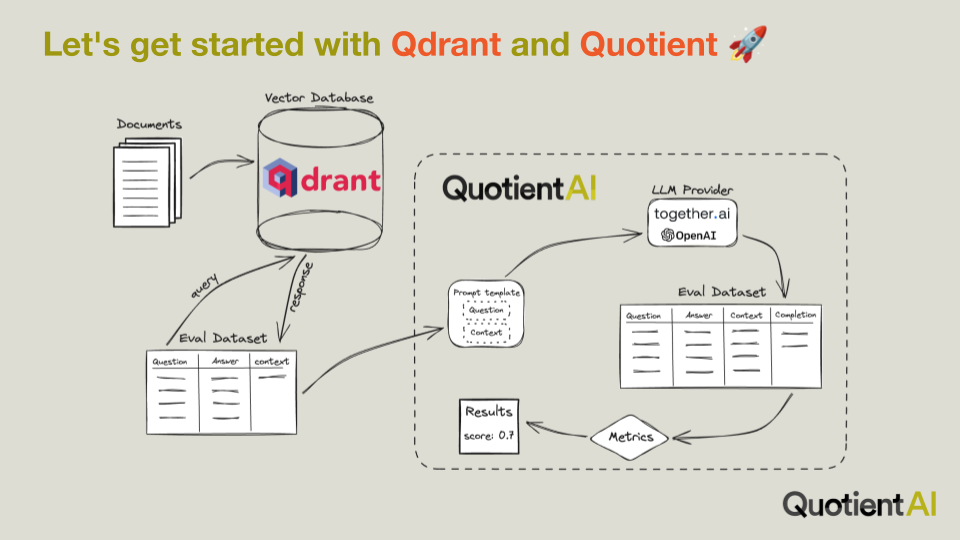 Let's get started with Qdrant and Quotient 🚀
Vector Database
Documents
qdrant
query
response
Eval Dataset
Question Answer context
QuotientAI
LLM Provider
together.ai
OpenAI
Prompt template
Question
Context
Eval Dataset
Question Answer Context Completion
Results
score: 0.7
Metrics
QuotientAI